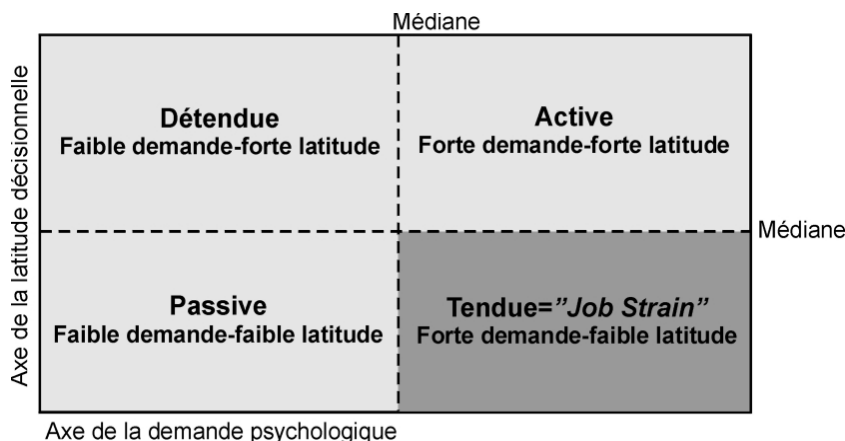 Médiane
Axe de la latitude décisionnelle
Détendue
Faible demande-forte latitude
Active
Forte demande-forte latitude
Médiane
Passive
Faible demande-faible latitude
Tendue=”Job Strain”
Forte demande-faible latitude
Axe de la demande psychologique